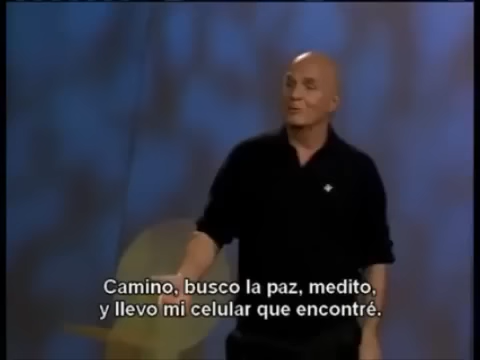 Camino, busco la paz, medito,
y llevo mi celular que encontré.